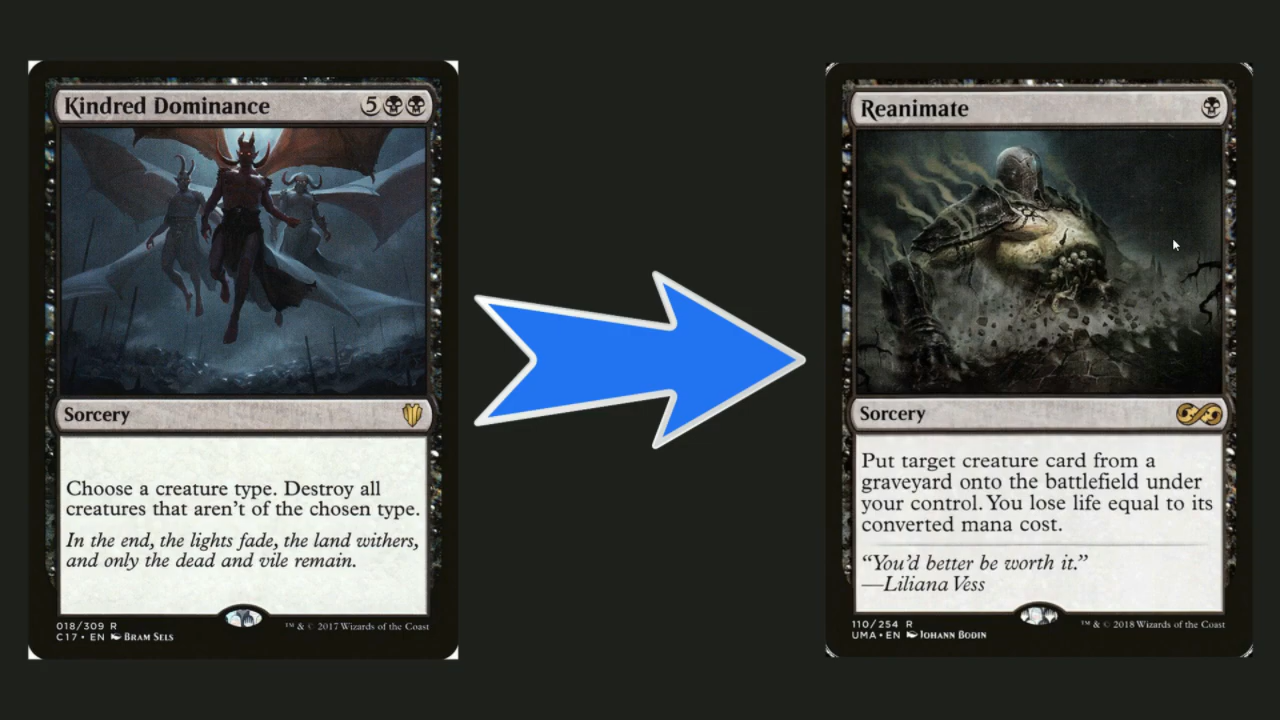 Kindred Dominance 5
Sorcery
Choose a creature type. Destroy all
creatures that aren't of the chosen type.
In the end, the lights fade, the land withers,
and only the dead and vile remain.
018/309 R
C17 • EN Bram Sels
™ & © 2017 Wizards of the Coast
Reanimate
Sorcery
Put target creature card from a
graveyard onto the battlefield under
your control. You lose life equal to its
converted mana cost.
"You'd better be worth it."
—Liliana Vess
110/254 R
UMA • EN Johann Bodin
™ & © 2018 Wizards of the Coast